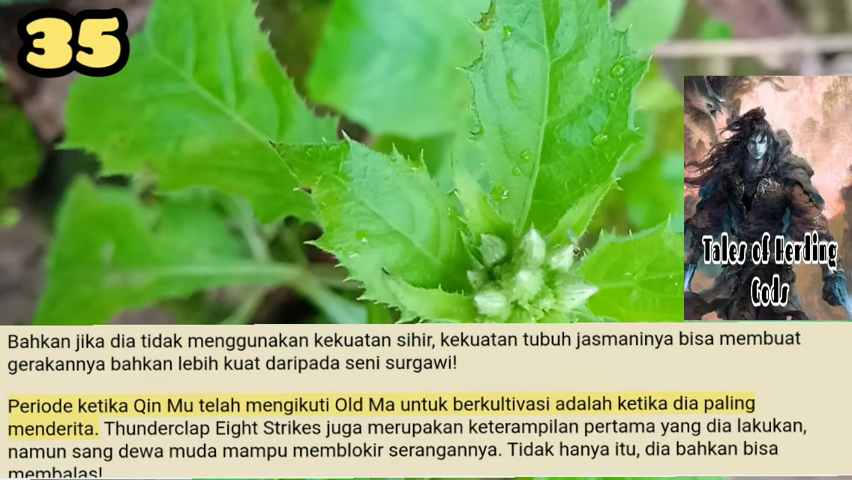 35
Tales of Herding
Gods
Bahkan jika dia tidak menggunakan kekuatan sihir, kekuatan tubuh jasmaninya bisa membuat
gerakannya bahkan lebih kuat daripada seni surgawi!
Periode ketika Qin Mu telah mengikuti Old Ma untuk berkultivasi adalah ketika dia paling
menderita. Thunderclap Eight Strikes juga merupakan keterampilan pertama yang dia lakukan,
namun sang dewa muda mampu memblokir serangannya. Tidak hanya itu, dia bahkan bisa
membalas!